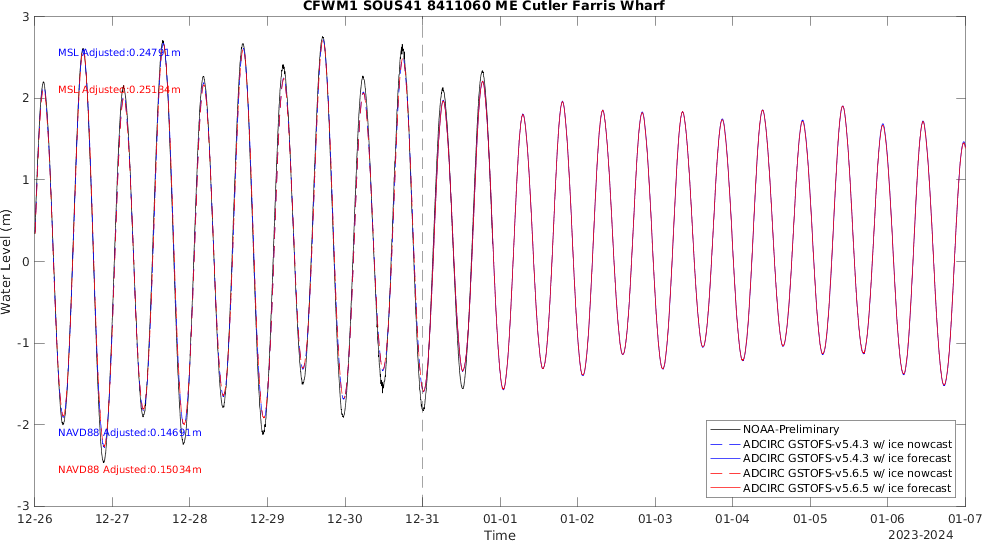 CFWM1 SOUS41 8411060 ME Cutler Farris Wharf
3
2
1
0
-1
-2
-3
Water Level (m)
MSL Adjusted:0.24791m
MSL Adjusted:0.25134m
NAVD88 Adjusted:0.14691m
NAVD88 Adjusted:0.15034m
NOAA-Preliminary
ADCIRC GSTOFS-v5.4.3 w/ ice nowcast
ADCIRC GSTOFS-v5.4.3 w/ ice forecast
ADCIRC GSTOFS-v5.6.5 w/ ice nowcast
ADCIRC GSTOFS-v5.6.5 w/ ice forecast
12-26 12-27 12-28 12-29 12-30 12-31 01-01 01-02 01-03 01-04 01-05 01-06 01-07
Time
2023-2024